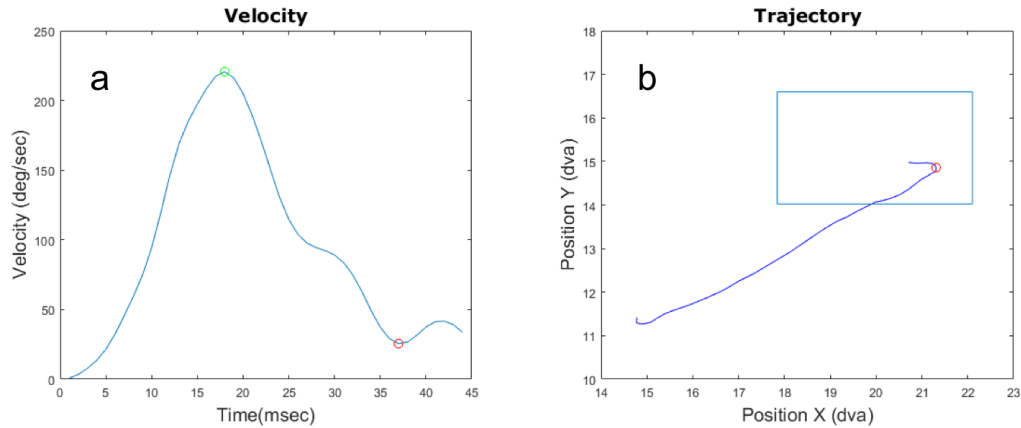 Velocity
a
250
200
150
100
50
0
Velocity (deg/sec)
0 5 10 15 20 25 30 35 40 45
Time(msec)
Trajectory
b
18
17
16
15
14
13
12
11
10
Position Y (dva)
14 15 16 17 18 19 20 21 22 23
Position X (dva)